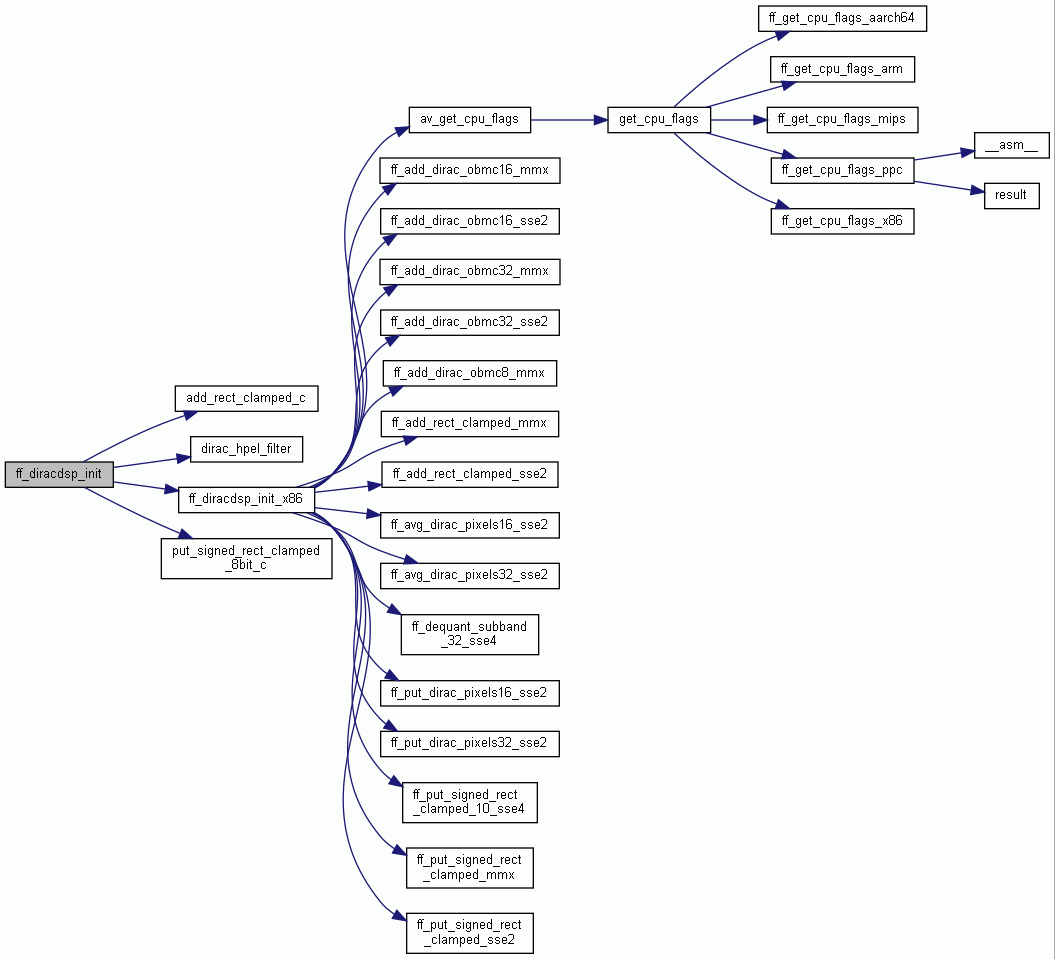 ff_get_cpu_flags_aarch64
ff_get_cpu_flags_arm
av_get_cpu_flags
get_cpu_flags
ff_get_cpu_flags_mips
__asm__
ff_add_dirac_obmc16_mmx
ff_get_cpu_flags_ppc
result
ff_add_dirac_obmc16_sse2
ff_get_cpu_flags_x86
ff_add_dirac_obmc32_mmx
ff_add_dirac_obmc32_sse2
ff_add_dirac_obmc8_mmx
add_rect_clamped_c
ff_add_rect_clamped_mmx
dirac_hpel_filter
ff_diracdsp_init
ff_add_rect_clamped_sse2
ff_diracdsp_init_x86
ff_avg_dirac_pixels16_sse2
put_signed_rect_clamped
_8bit_c
ff_avg_dirac_pixels32_sse2
ff_dequant_subband
_32_sse4
ff_put_dirac_pixels16_sse2
ff_put_dirac_pixels32_sse2
ff_put_signed_rect
_clamped_10_sse4
ff_put_signed_rect
_clamped_mmx
ff_put_signed_rect
_clamped_sse2